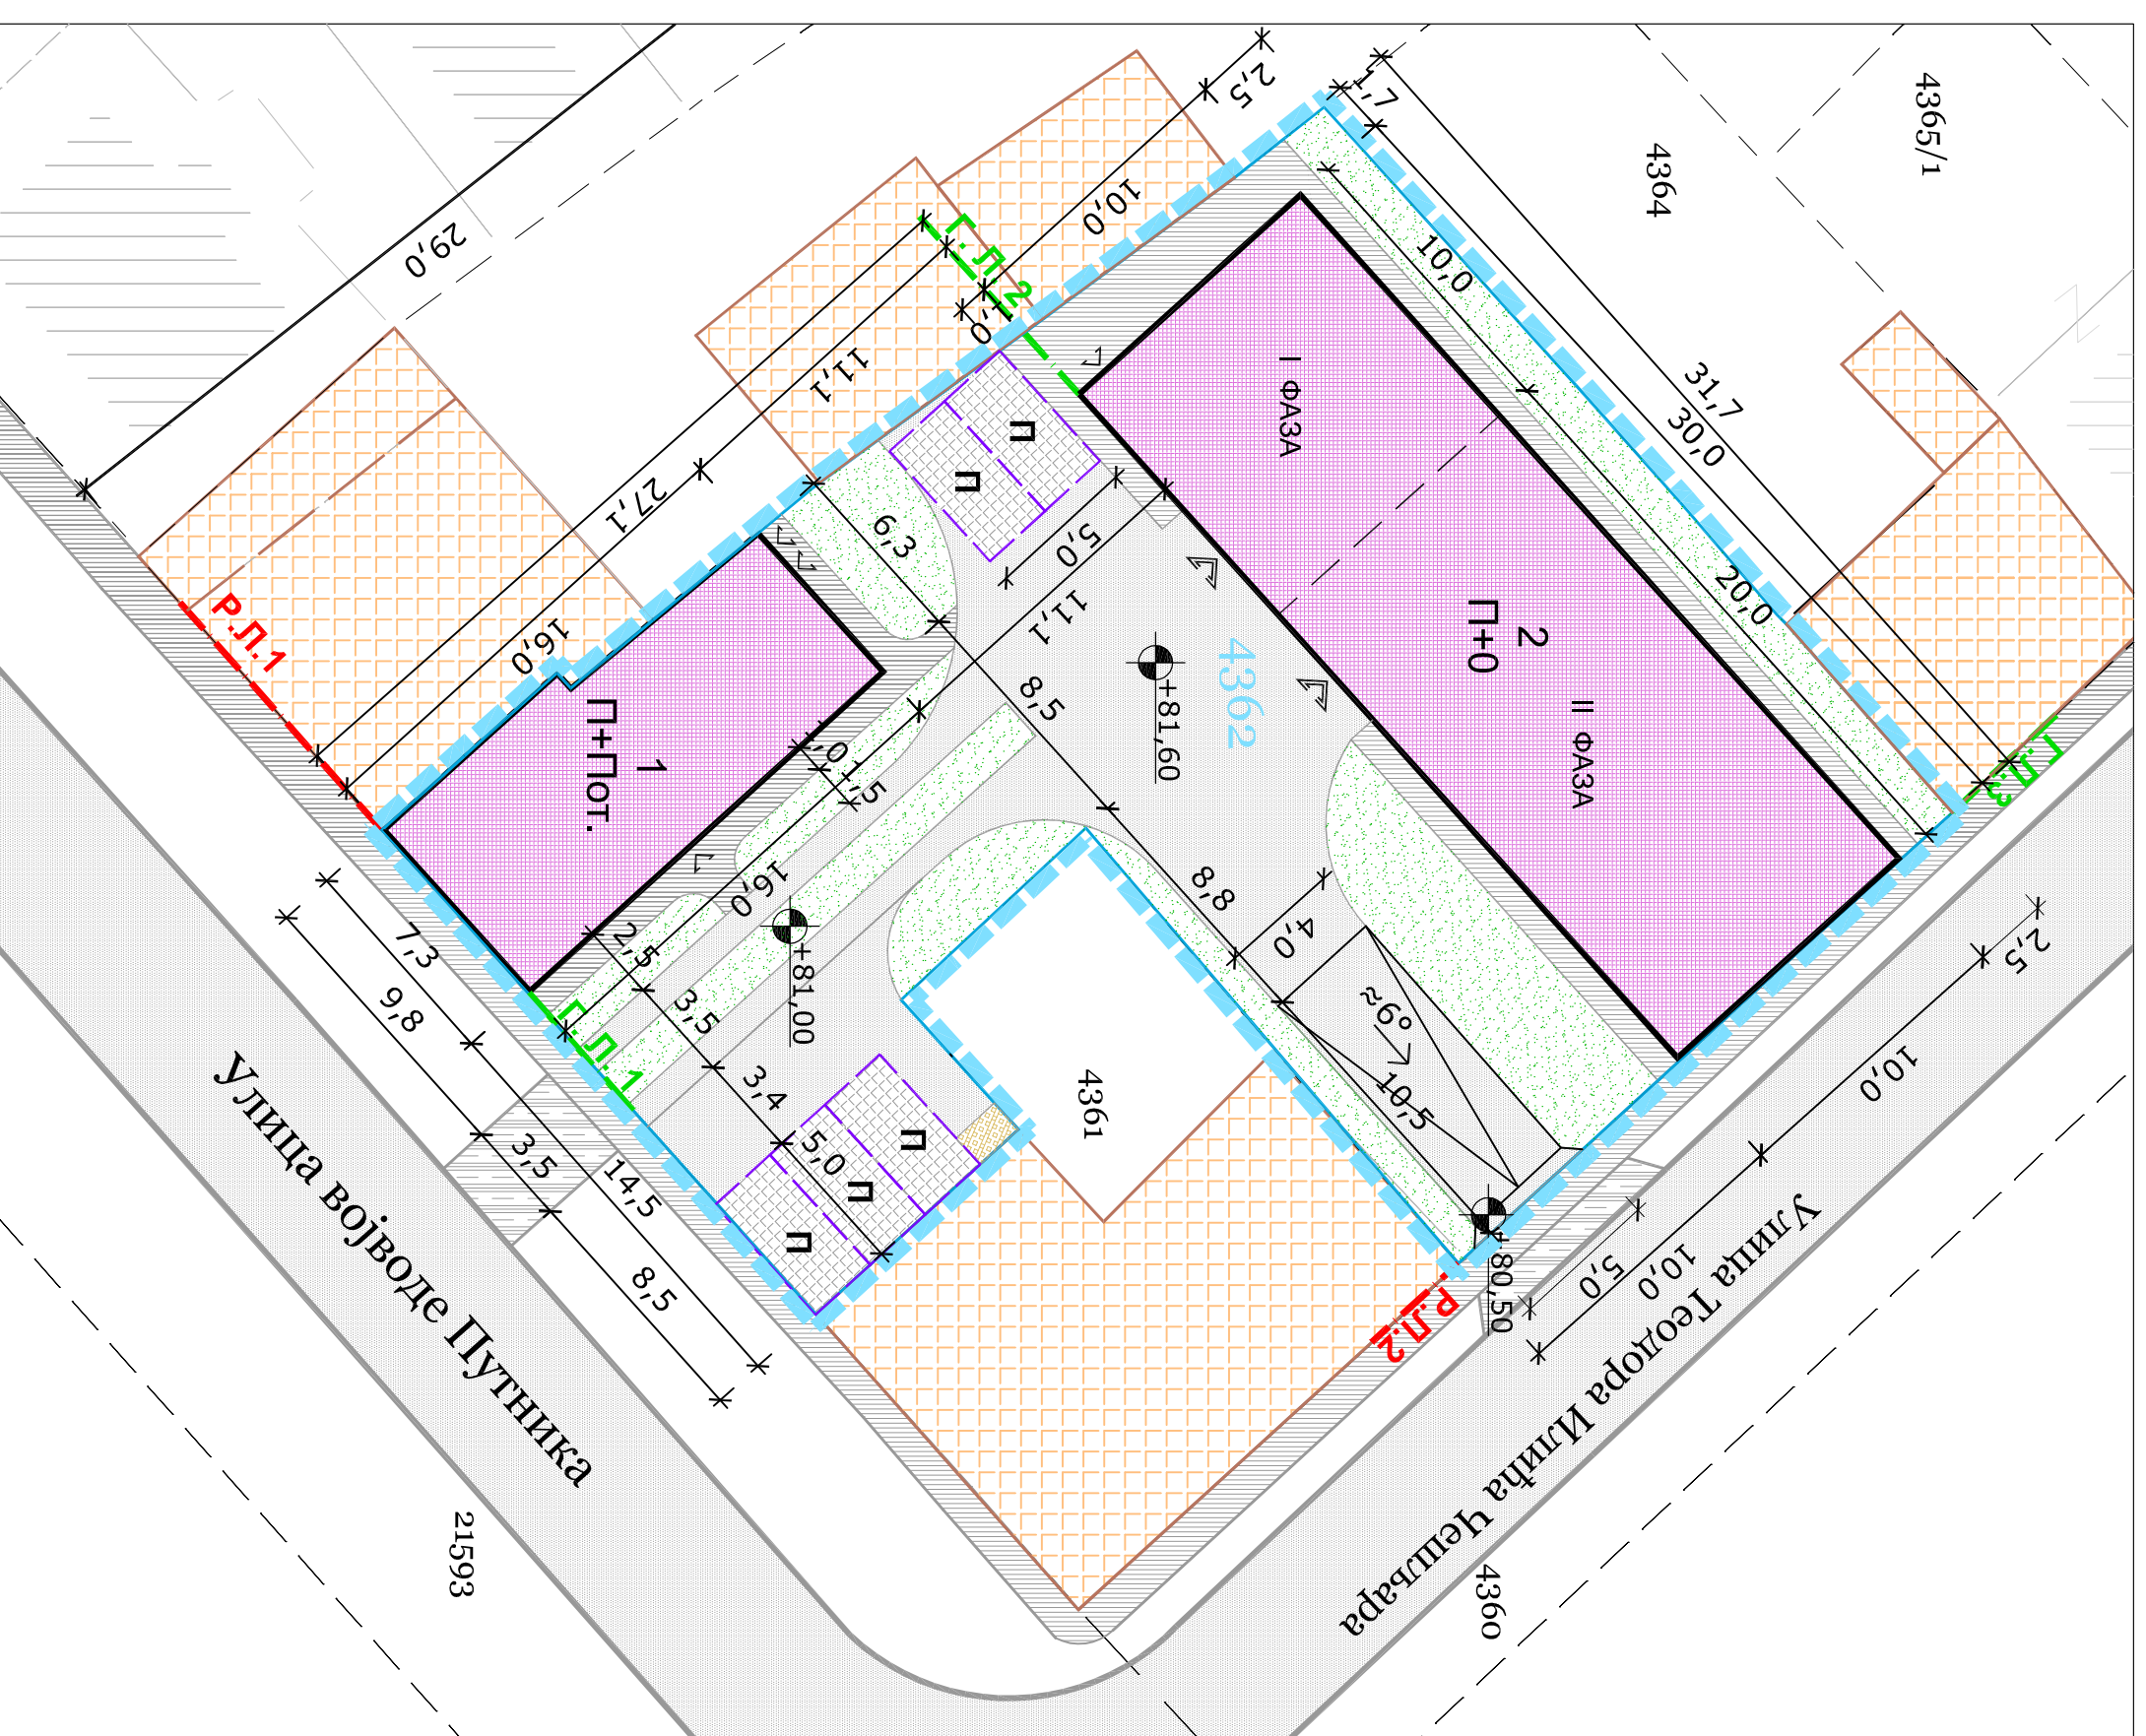 4365/1
4364
2,5
1,7
10,0
10,0
29,0
Г.Л.2
1,0
11,1
31,7
30,0
I ФАЗА
П
П
27,1
5,0
6,3
11,1
20,0
2
П+0
II ФАЗА
Р.Л.1
16,0
8,5
4362
+81,60
1
П+Пот.
1,0
1,5
Г.Л.3
16,0
8,8
4,0
2,5
+81,00
7,3
9,8
2,5
3,5
≈6°
10,5
10,0
Г.Л.1
3,4
5,0
П
П
П
4361
3,5
14,5
8,5
5,0
10,0
+80,50
Р.Л.2
Улица војводе Путника
Улица Теодора Илића Чешљара
21593
4360